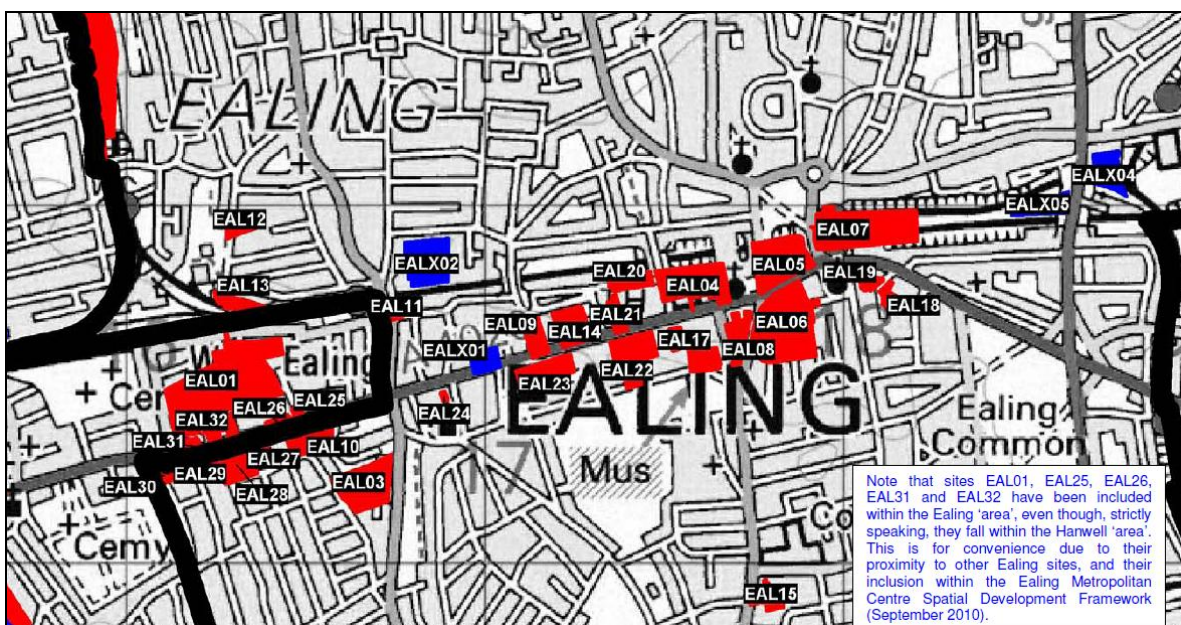 EALING
EALX04
EALX05
EAL12
EAL07
EALX02
EAL05
EAL20
EAL19
EAL04
EAL13
EAL18
EAL11
EAL21
EAL09
EAL14
EAL06
EAL17
EALX01
EAL08
Ealing
EAL22
EAL01
EAL23
EALING
EAL25
EAL26
EAL24
Ealing
Common
EAL32
EAL31
EAL10
EAL27
17
Mus
EAL29
EAL03
EAL30
EAL28
Cemy
EAL15
Note that sites EAL01, EAL25, EAL26,
EAL31 and EAL32 have been included
within the Ealing ‘area’, even though, strictly
speaking, they fall within the Hanwell ‘area’.
This is for convenience due to their
proximity to other Ealing sites, and their
inclusion within the Ealing Metropolitan
Centre Spatial Development Framework
(September 2010).